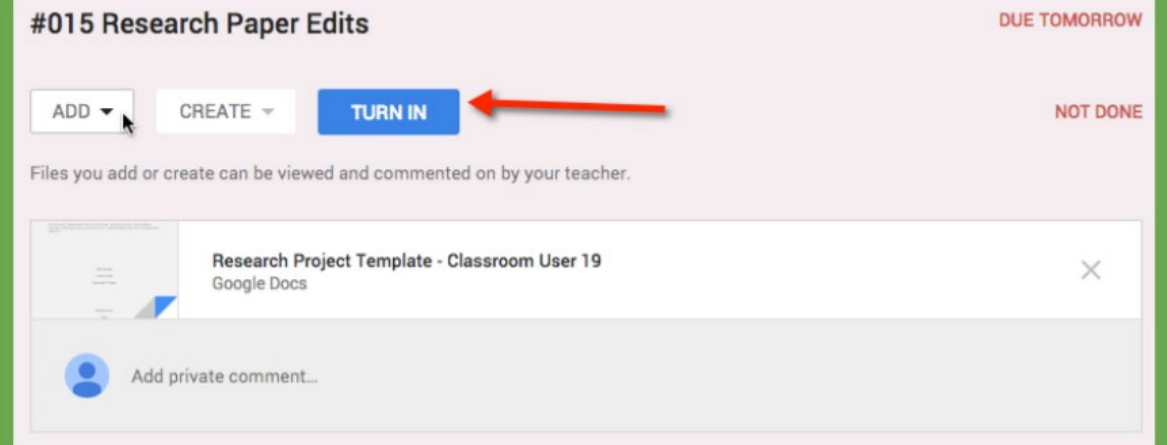 #015 Research Paper Edits
DUE TOMORROW
ADD
CREATE
TURN IN
NOT DONE
Files you add or create can be viewed and commented on by your teacher.
Research Project Template - Classroom User 19
Google Docs
Add private comment...